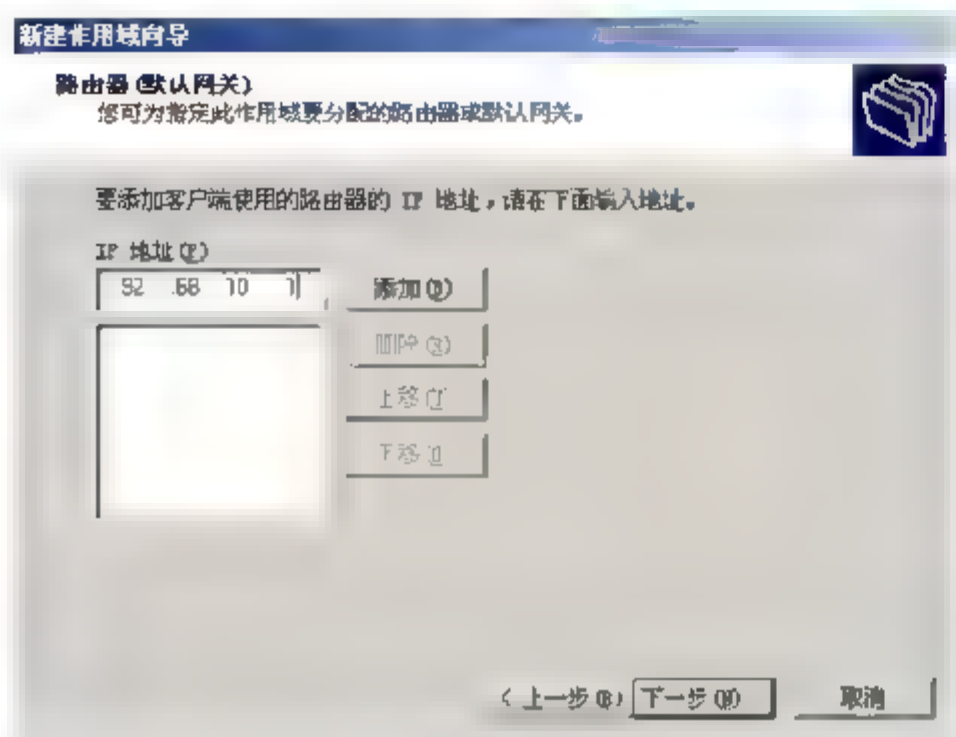 新建作用域向导
路由器(默认网关)
您可为指定此作用域要分配的路由器或默认网关。
要添加客户端使用的路由器的 IP 地址,请在下面输入地址。
IP 地址(P)
92 .68 10 1
添加(D)
上移
下移
< 上一步(B)
下一步(N)
取消